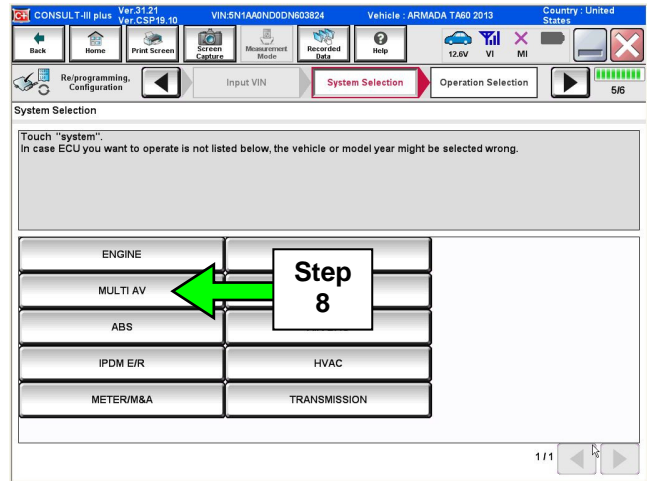 CONSULT-III plus Ver.31.21 Ver.CSP19.10 VIN:5N1AA0ND0DN603824 Vehicle : ARMADA TA60 2013 Country : United States
Back Home Print Screen Screen Capture Measurement Mode Recorded Data Help 12.6V VI MI
Re/programming, Configuration Input VIN System Selection Operation Selection 5/6
System Selection
Touch "system".
In case ECU you want to operate is not listed below, the vehicle or model year might be selected wrong.
ENGINE
MULTI AV
Step
8
ABS
IPDM E/R HVAC
METER/M&A TRANSMISSION
1/1